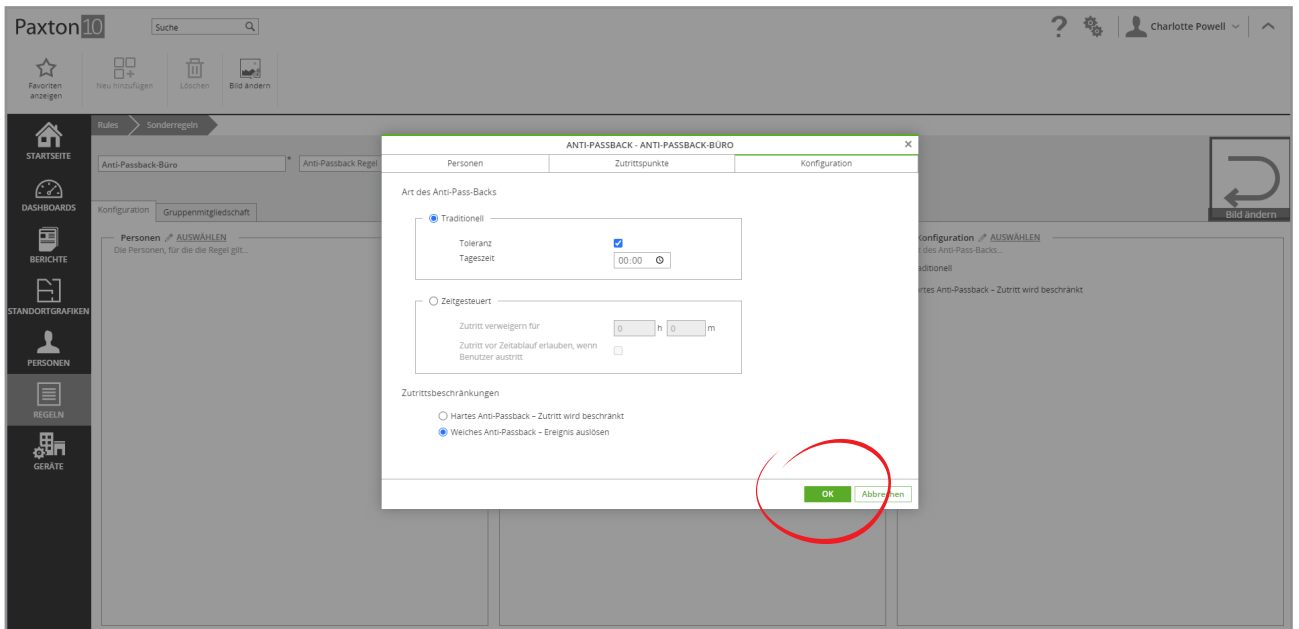 Paxton10
Suche
Charlotte Powell
Favoriten
anzeigen
Neu hinzufügen
Löschen
Bild ändern
STARTSEITE
DASHBOARDS
BERICHTE
STANDORTGRAFIKEN
PERSONEN
REGELN
GERÄTE
Rules
Sonderregeln
Anti-Passback-Büro
*
Anti-Passback Regel
Konfiguration
Gruppenmitgliedschaft
Personen AUSWÄHLEN
Die Personen, für die die Regel gilt...
ANTI-PASSBACK - ANTI-PASSBACK-BÜRO
Personen
Zutrittspunkte
Konfiguration
Art des Anti-Pass-Backs
Traditionell
Toleranz
Tageszeit 00:00
Zeitgesteuert
Zutritt verweigern für 0 h 0 m
Zutritt vor Zeitablauf erlauben, wenn
Benutzer austritt
Zutrittsbeschränkungen
Hartes Anti-Passback – Zutritt wird beschränkt
Weiches Anti-Passback – Ereignis auslösen
OK
Abbrechen
Bild ändern
onfiguration AUSWÄHLEN
t des Anti-Pass-Backs...
aditionell
rtes Anti-Passback – Zutritt wird beschränkt